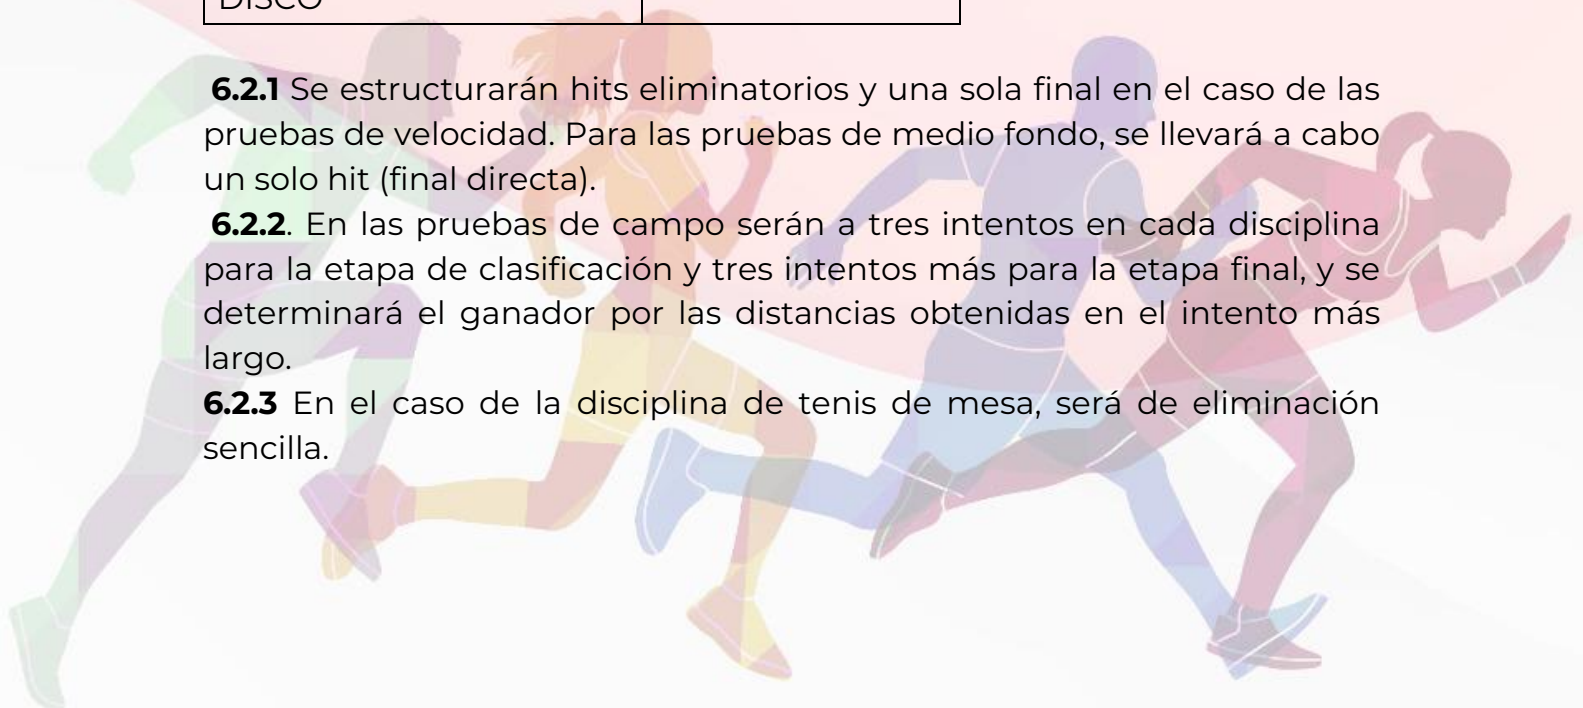 DISCO
6.2.1 Se estructurarán hits eliminatorios y una sola final en el caso de las
pruebas de velocidad. Para las pruebas de medio fondo, se llevará a cabo
un solo hit (final directa).
6.2.2. En las pruebas de campo serán a tres intentos en cada disciplina
para la etapa de clasificación y tres intentos más para la etapa final, y se
determinará el ganador por las distancias obtenidas en el intento más
largo.
6.2.3 En el caso de la disciplina de tenis de mesa, será de eliminación
sencilla.